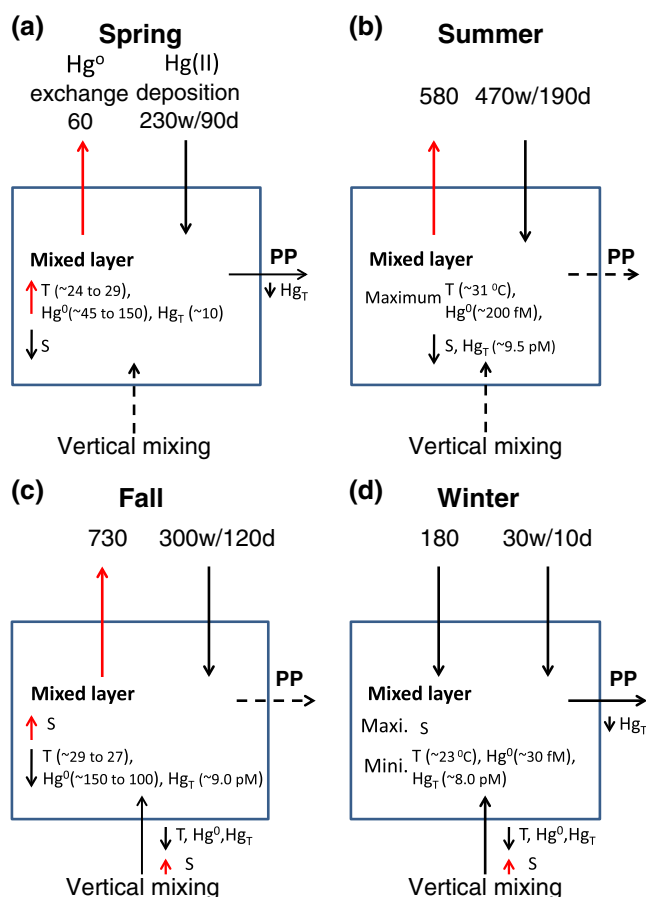 (a) Spring
Hg⁰ Hg(II)
exchange deposition
60 230w/90d
Mixed layer
T (~24 to 29),
Hg⁰(~45 to 150), Hg_T (~10)
S
PP
Hg_T
Vertical mixing
(b) Summer
580 470w/190d
Mixed layer
Maximum T (~31 ⁰C),
Hg⁰(~200 fM),
S, Hg_T (~9.5 pM)
PP
Vertical mixing
(c) Fall
730 300w/120d
Mixed layer
S
T (~29 to 27),
Hg⁰(~150 to 100), Hg_T (~9.0 pM)
PP
T, Hg⁰,Hg_T
S
Vertical mixing
(d) Winter
180 30w/10d
Mixed layer
Maxi. S
Mini. T (~23 ⁰C), Hg⁰(~30 fM),
Hg_T (~8.0 pM)
PP
Hg_T
T, Hg⁰,Hg_T
S
Vertical mixing